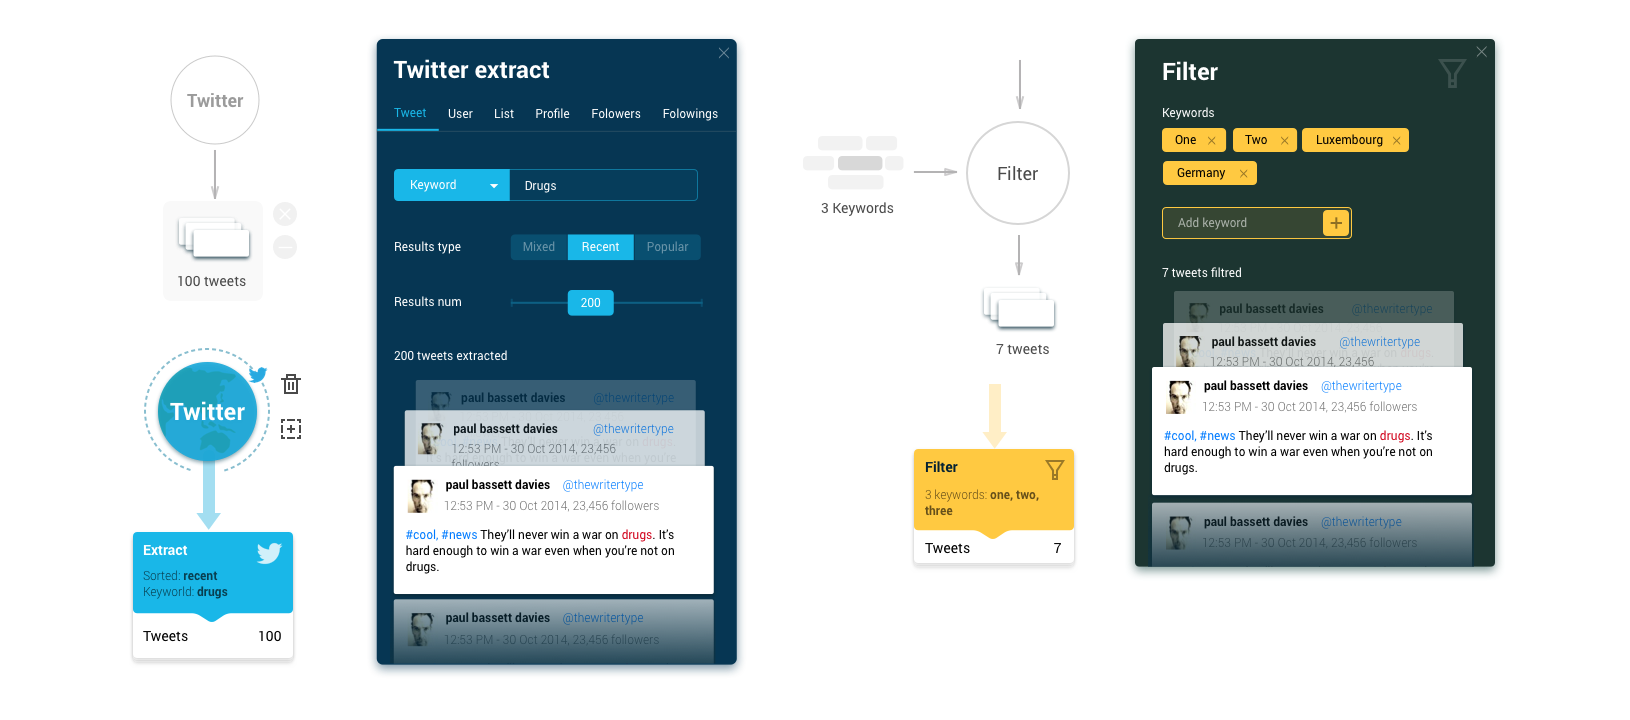 Twitter
100 tweets
Twitter
Extract
Sorted: recent
Keyworld: drugs
Tweets 100
Twitter extract
Tweet User List Profile Folowers Folowings
Keyword Drugs
Results type Mixed Recent Popular
Results num 200
200 tweets extracted
paul bassett davies @thewritertype
paul bassett davies @thewritertype
12:53 PM - 30 Oct 2014, 23,456
followers
paul bassett davies @thewritertype
12:53 PM - 30 Oct 2014, 23,456 followers
#cool, #news They'll never win a war on drugs. It's
hard enough to win a war even when you're not on
drugs.
paul bassett davies @thewritertype
12:53 PM - 30 Oct 2014, 23,456 followers
3 Keywords
Filter
7 tweets
Filter
3 keywords: one, two,
three
Tweets 7
Filter
Keywords
One Two Luxembourg
Germany
Add keyword
7 tweets filtred
paul bassett davies @thewritertype
paul bassett davies @thewritertype
12:53 PM - 30 Oct 2014, 23,456 followers
paul bassett davies @thewritertype
12:53 PM - 30 Oct 2014, 23,456 followers
#cool, #news They'll never win a war on drugs. It's
hard enough to win a war even when you're not on
drugs.
paul bassett davies @thewritertype
12:53 PM - 30 Oct 2014, 23,456 followers